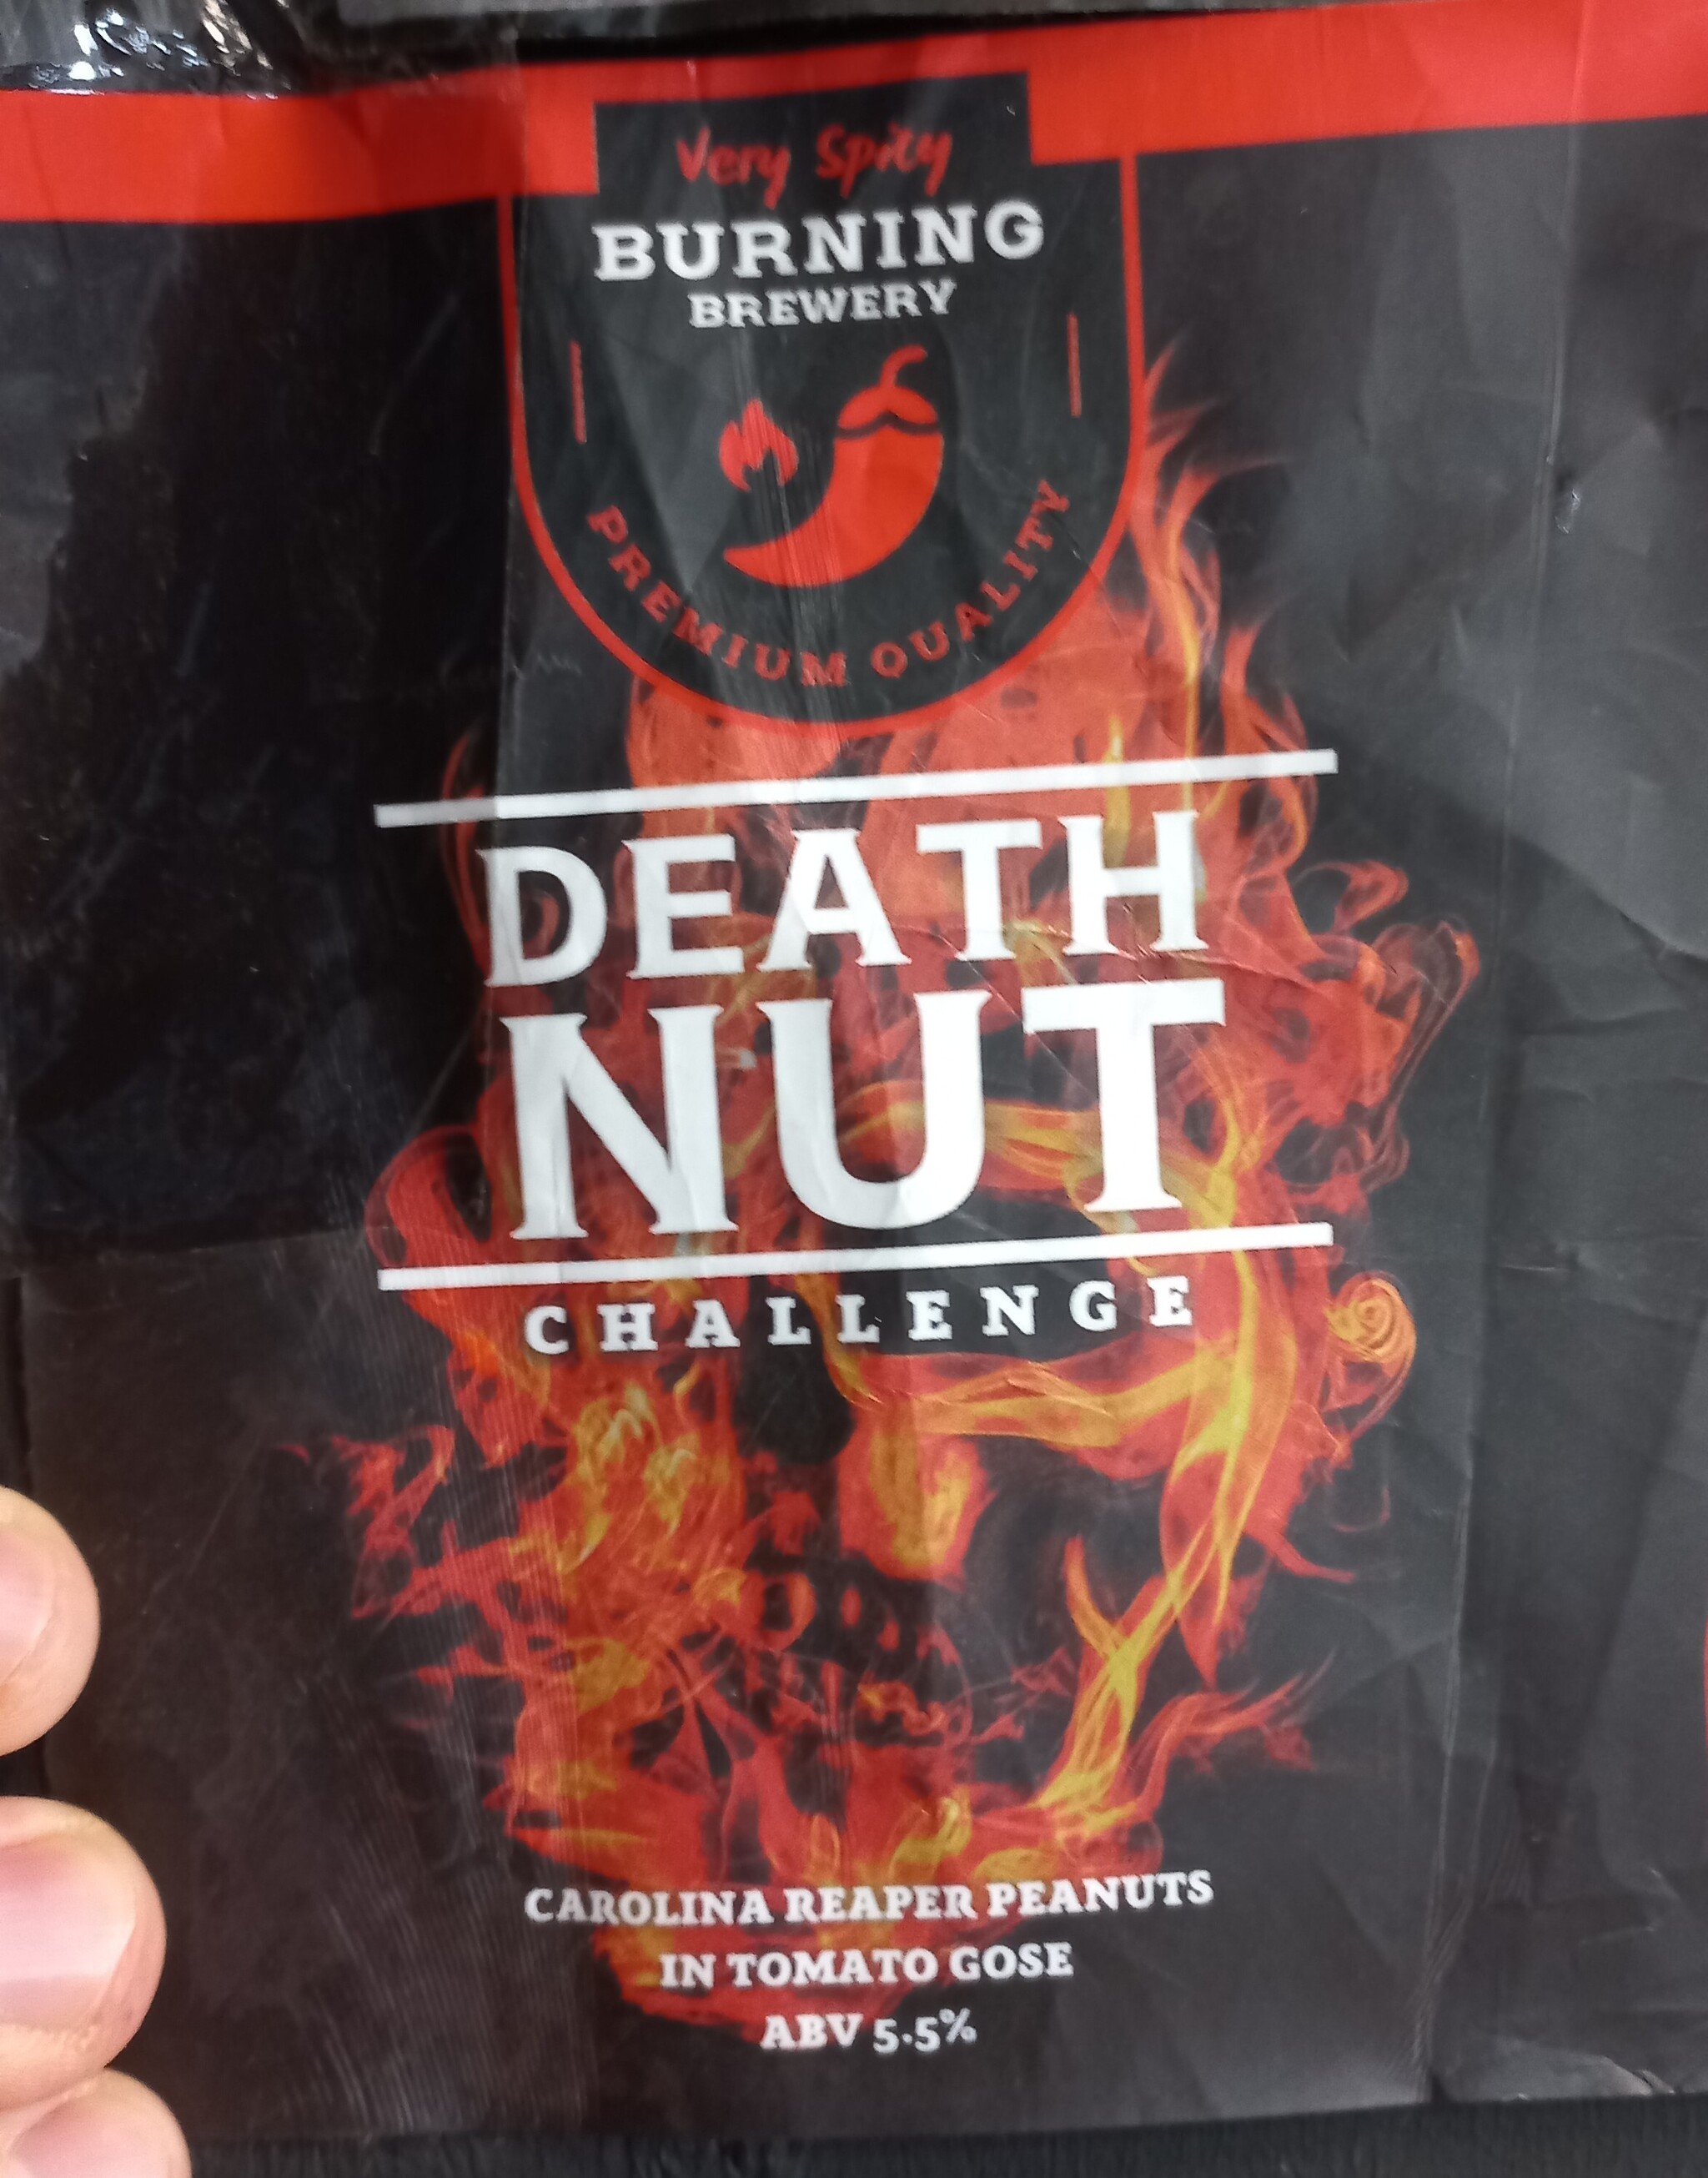 Very Spicy
BURNING
BREWERY
PREMIUM QUALITY
DEATH
NUT
CHALLENGE
CAROLINA REAPER PEANUTS
IN TOMATO GOSE
ABV 5.5%